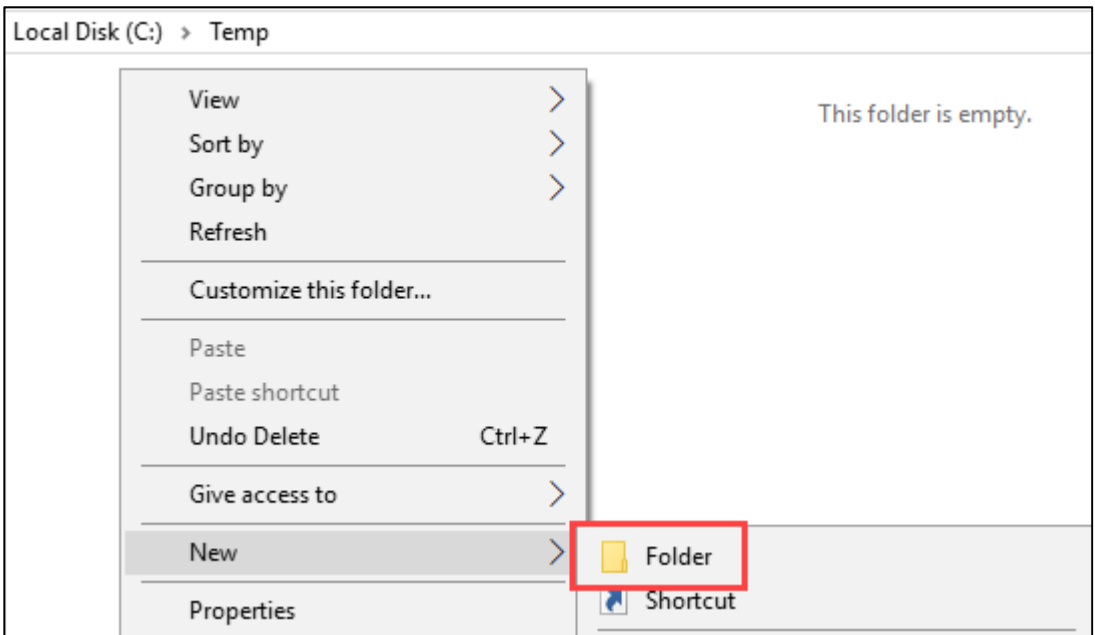 Local Disk (C:) > Temp
This folder is empty.
View
Sort by
Group by
Refresh
Customize this folder...
Paste
Paste shortcut
Undo Delete Ctrl+Z
Give access to
New
Folder
Shortcut
Properties